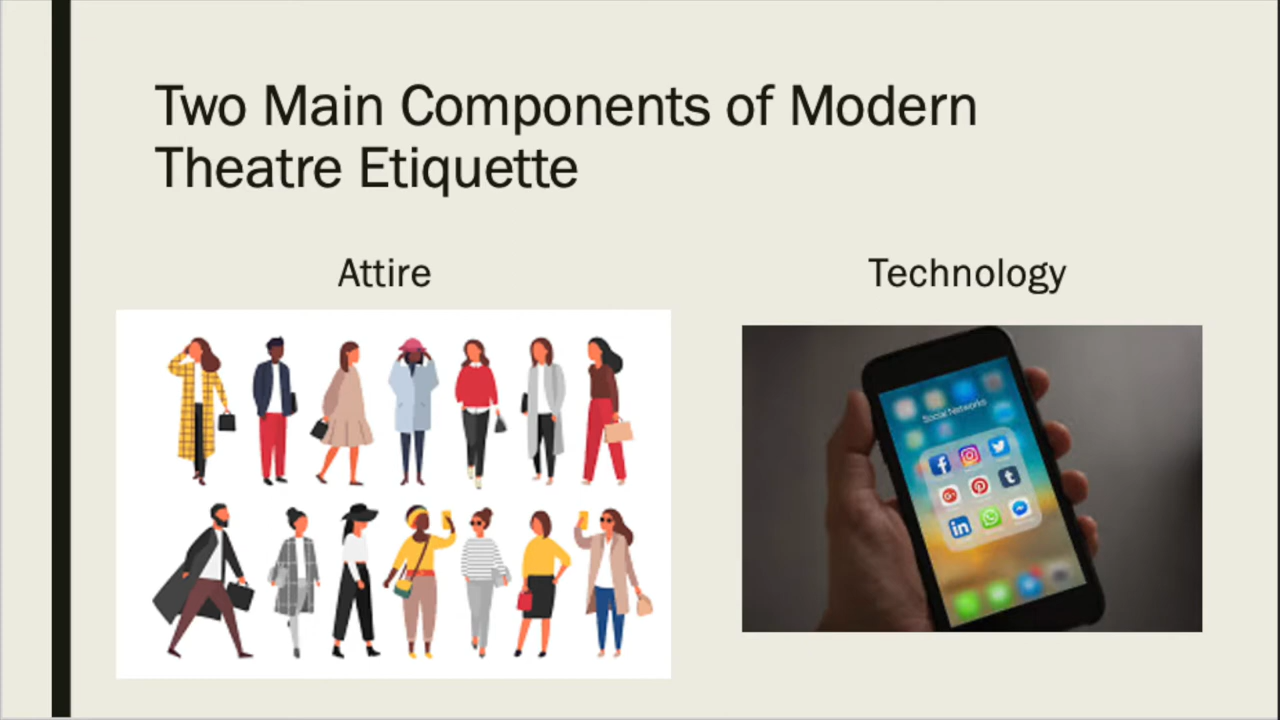 Two Main Components of Modern
Theatre Etiquette
Attire
Technology
Social Networks